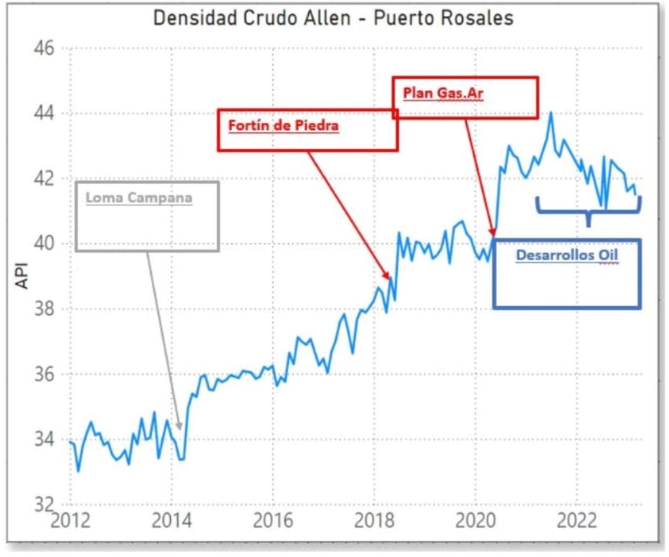 Densidad Crudo Allen - Puerto Rosales
46
44
42
40
38
36
34
32
API
Plan Gas.Ar
Fortín de Piedra
Loma Campana
Desarrollos Oil
2012
2014
2016
2018
2020
2022